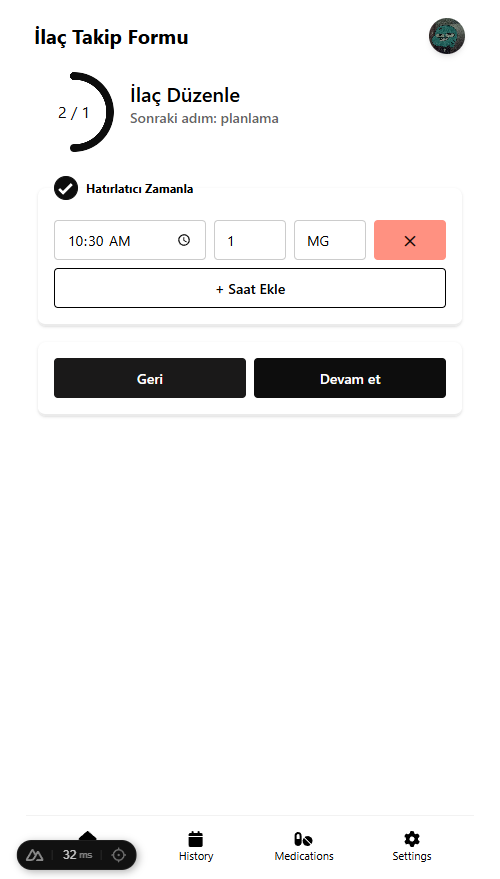 İlaç Takip Formu
2 / 1
İlaç Düzenle
Sonraki adım: planlama
Hatırlatıcı Zamanla
10:30 AM
1
MG
+ Saat Ekle
Geri
Devam et
32 ms
History
Medications
Settings